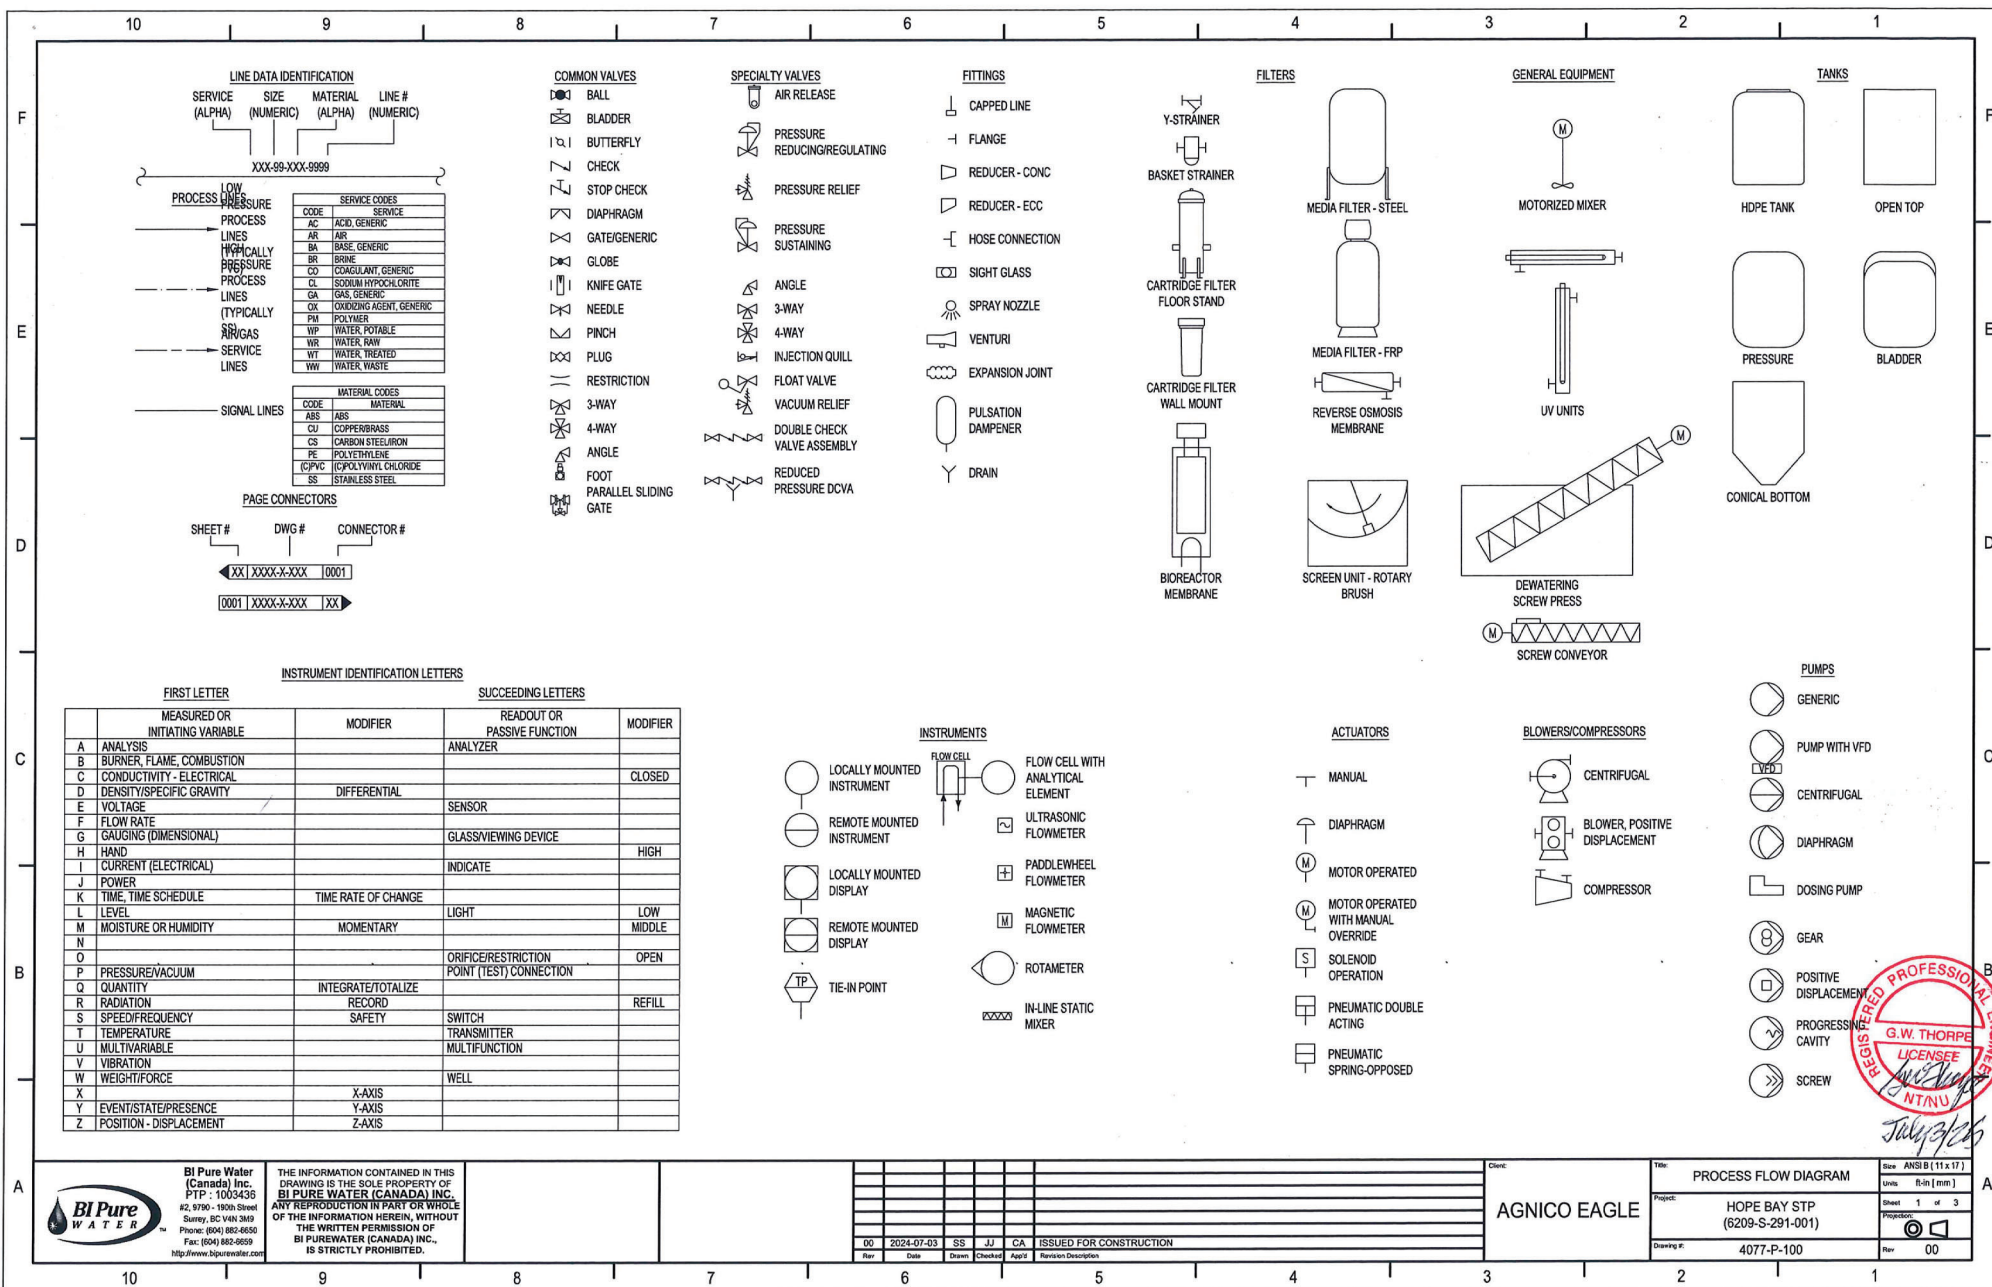 10 9 8 7 6 5 4 3 2 1
F
E
D
C
B
A
LINE DATA IDENTIFICATION
SERVICE (ALPHA)
SIZE (NUMERIC)
MATERIAL (ALPHA)
LINE # (NUMERIC)
XXX-99-XXX-9999
PROCESS LINES
LOW PRESSURE PROCESS LINES (TYPICALLY PVC)
HIGH PRESSURE PROCESS LINES (TYPICALLY SS)
AIR/GAS SERVICE LINES
SIGNAL LINES
SERVICE CODES
CODE SERVICE
AC ACID, GENERIC
AR AIR
BA BASE, GENERIC
BR BRINE
CO COAGULANT, GENERIC
CL SODIUM HYPOCHLORITE
GA GAS, GENERIC
OX OXIDIZING AGENT, GENERIC
PM POLYMER
WP WATER, POTABLE
WR WATER, RAW
WT WATER, TREATED
WW WATER, WASTE
MATERIAL CODES
CODE MATERIAL
ABS ABS
CU COPPER/BRASS
CS CARBON STEEL/IRON
PE POLYETHYLENE
(C)PVC (C)POLYVINYL CHLORIDE
SS STAINLESS STEEL
PAGE CONNECTORS
SHEET # DWG # CONNECTOR #
XX XXXX-X-XXX 0001
0001 XXXX-X-XXX XX
COMMON VALVES
BALL
BLADDER
BUTTERFLY
CHECK
STOP CHECK
DIAPHRAGM
GATE/GENERIC
GLOBE
KNIFE GATE
NEEDLE
PINCH
PLUG
RESTRICTION
3-WAY
4-WAY
ANGLE
FOOT
PARALLEL SLIDING
GATE
SPECIALTY VALVES
AIR RELEASE
PRESSURE
REDUCING/REGULATING
PRESSURE RELIEF
PRESSURE
SUSTAINING
ANGLE
3-WAY
4-WAY
INJECTION QUILL
FLOAT VALVE
VACUUM RELIEF
DOUBLE CHECK
VALVE ASSEMBLY
REDUCED
PRESSURE DCVA
FITTINGS
CAPPED LINE
FLANGE
REDUCER - CONC
REDUCER - ECC
HOSE CONNECTION
SIGHT GLASS
SPRAY NOZZLE
VENTURI
EXPANSION JOINT
PULSATION
DAMPENER
DRAIN
FILTERS
Y-STRAINER
BASKET STRAINER
CARTRIDGE FILTER
FLOOR STAND
CARTRIDGE FILTER
WALL MOUNT
BIOREACTOR
MEMBRANE
MEDIA FILTER - STEEL
MEDIA FILTER - FRP
REVERSE OSMOSIS
MEMBRANE
SCREEN UNIT - ROTARY
BRUSH
GENERAL EQUIPMENT
M
MOTORIZED MIXER
UV UNITS
M
DEWATERING
SCREW PRESS
M
SCREW CONVEYOR
TANKS
HDPE TANK
OPEN TOP
PRESSURE
BLADDER
CONICAL BOTTOM
INSTRUMENT IDENTIFICATION LETTERS
FIRST LETTER SUCCEEDING LETTERS
MEASURED OR INITIATING VARIABLE MODIFIER READOUT OR PASSIVE FUNCTION MODIFIER
A ANALYSIS ANALYZER
B BURNER, FLAME, COMBUSTION
C CONDUCTIVITY - ELECTRICAL CLOSED
D DENSITY/SPECIFIC GRAVITY DIFFERENTIAL
E VOLTAGE SENSOR
F FLOW RATE
G GAUGING (DIMENSIONAL) GLASS/VIEWING DEVICE
H HAND HIGH
I CURRENT (ELECTRICAL) INDICATE
J POWER
K TIME, TIME SCHEDULE TIME RATE OF CHANGE
L LEVEL LIGHT LOW
M MOISTURE OR HUMIDITY MOMENTARY MIDDLE
N
O ORIFICE/RESTRICTION OPEN
P PRESSURE/VACUUM POINT (TEST) CONNECTION
Q QUANTITY INTEGRATE/TOTALIZE
R RADIATION RECORD REFILL
S SPEED/FREQUENCY SAFETY SWITCH
T TEMPERATURE TRANSMITTER
U MULTIVARIABLE MULTIFUNCTION
V VIBRATION
W WEIGHT/FORCE WELL
X X-AXIS
Y EVENT/STATE/PRESENCE Y-AXIS
Z POSITION - DISPLACEMENT Z-AXIS
INSTRUMENTS
LOCALLY MOUNTED
INSTRUMENT
REMOTE MOUNTED
INSTRUMENT
LOCALLY MOUNTED
DISPLAY
REMOTE MOUNTED
DISPLAY
TP
TIE-IN POINT
FLOW CELL
FLOW CELL WITH
ANALYTICAL
ELEMENT
ULTRASONIC
FLOWMETER
PADDLEWHEEL
FLOWMETER
M
MAGNETIC
FLOWMETER
ROTAMETER
IN-LINE STATIC
MIXER
ACTUATORS
MANUAL
DIAPHRAGM
M
MOTOR OPERATED
M
MOTOR OPERATED
WITH MANUAL
OVERRIDE
S
SOLENOID
OPERATION
PNEUMATIC DOUBLE
ACTING
PNEUMATIC
SPRING-OPPOSED
BLOWERS/COMPRESSORS
CENTRIFUGAL
BLOWER, POSITIVE
DISPLACEMENT
COMPRESSOR
PUMPS
GENERIC
PUMP WITH VFD
VFD
CENTRIFUGAL
DIAPHRAGM
DOSING PUMP
GEAR
POSITIVE
DISPLACEMENT
PROGRESSING
CAVITY
SCREW
REGISTERED PROFESSIONAL ENGINEER
G.W. THORPE
LICENSEE
NT/NU
BI Pure WATER ™
BI Pure Water
(Canada) Inc.
PTP : 1003436
#2, 9790 - 190th Street
Surrey, BC V4N 3M9
Phone: (604) 882-6650
Fax: (604) 882-6659
http://www.bipurewater.com
THE INFORMATION CONTAINED IN THIS
DRAWING IS THE SOLE PROPERTY OF
BI PURE WATER (CANADA) INC.
ANY REPRODUCTION IN PART OR WHOLE
OF THE INFORMATION HEREIN, WITHOUT
THE WRITTEN PERMISSION OF
BI PUREWATER (CANADA) INC.,
IS STRICTLY PROHIBITED.
00 2024-07-03 SS JJ CA ISSUED FOR CONSTRUCTION
Rev Date Drawn Checked App'd Revision Description
Client:
AGNICO EAGLE
Title:
PROCESS FLOW DIAGRAM
Project:
HOPE BAY STP
(6209-S-291-001)
Drawing #:
4077-P-100
Size ANSI B ( 11 x 17 )
Units ft-in [ mm ]
Sheet 1 of 3
Projection:
Rev 00
F
E
D
C
B
A
10 9 8 7 6 5 4 3 2 1